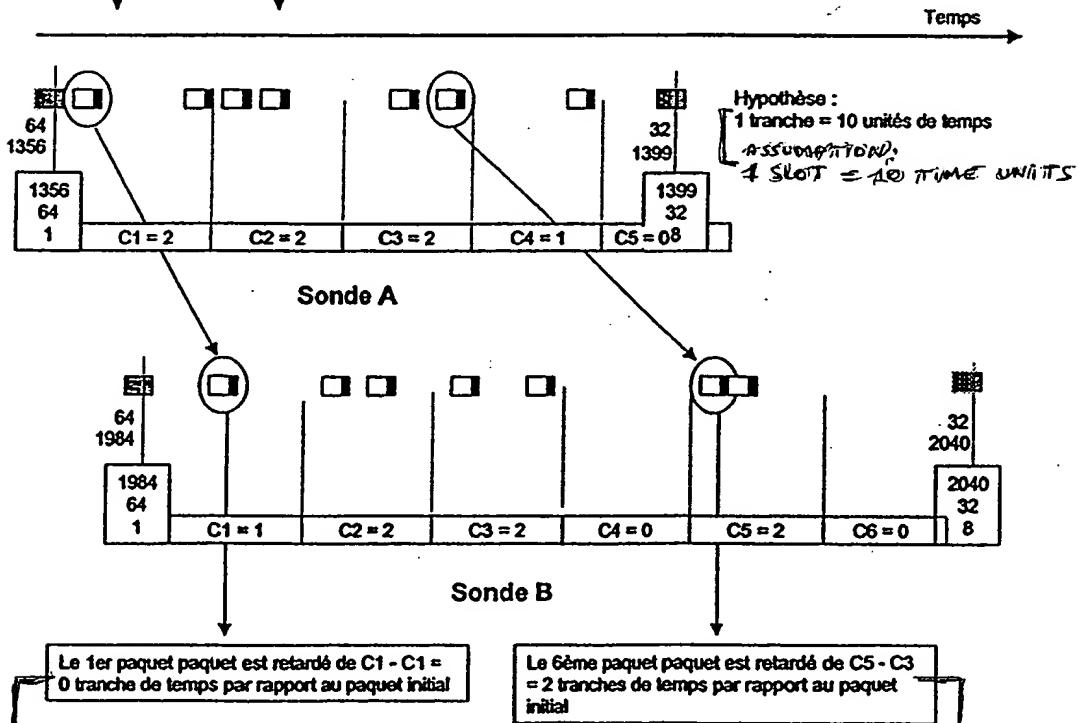 Temps
Hypothèse :
1 tranche = 10 unités de temps
ASSUMPTION.
1 SLOT = 10 TIME UNITS
64
1356
32
1399
1356
64
1
C1 = 2
C2 = 2
C3 = 2
C4 = 1
C5 = 0
1399
32
8
Sonde A
64
1984
32
2040
1984
64
1
C1 = 1
C2 = 2
C3 = 2
C4 = 0
C5 = 2
C6 = 0
2040
32
8
Sonde B
Le 1er paquet paquet est retardé de C1 - C1 =
0 tranche de temps par rapport au paquet initial
Le 6ème paquet paquet est retardé de C5 - C3
= 2 tranches de temps par rapport au paquet
initial